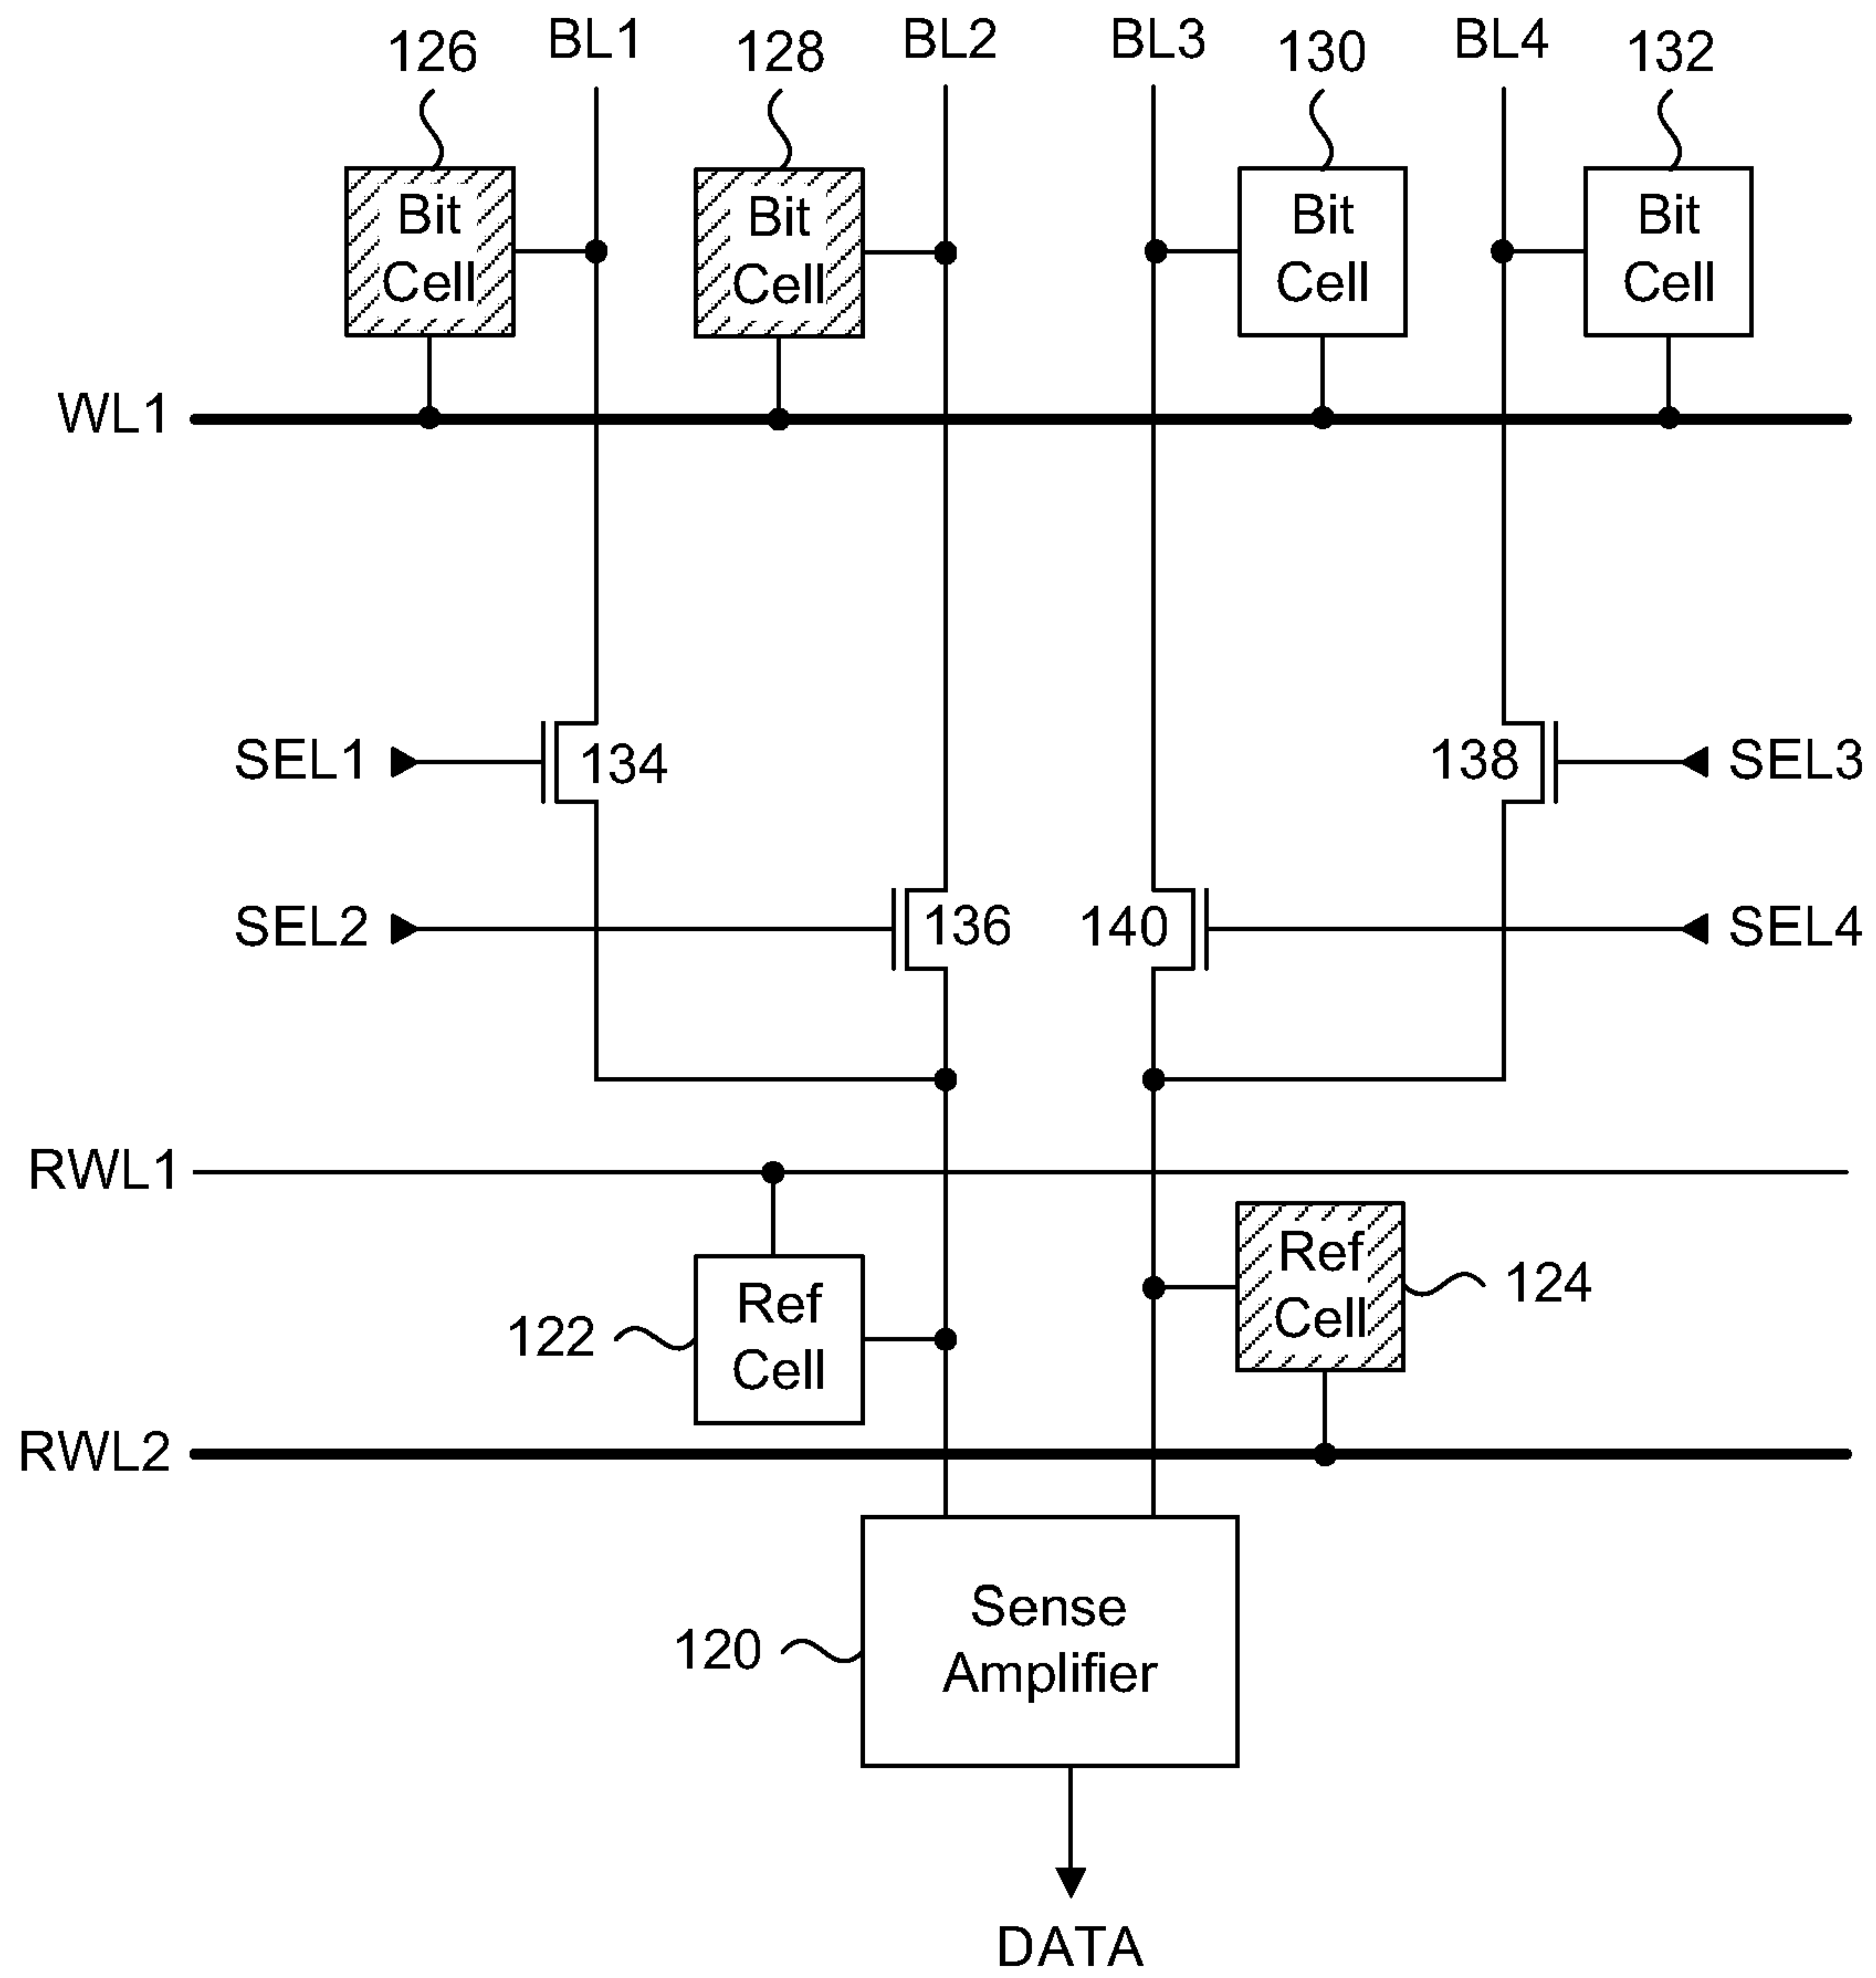 126 BL1 128 BL2 BL3 130 BL4 132
Bit Cell
Bit Cell
Bit Cell
Bit Cell
WL1
SEL1 134 138 SEL3
SEL2 136 140 SEL4
RWL1
Ref Cell 124
122 Ref Cell
RWL2
120 Sense Amplifier
DATA